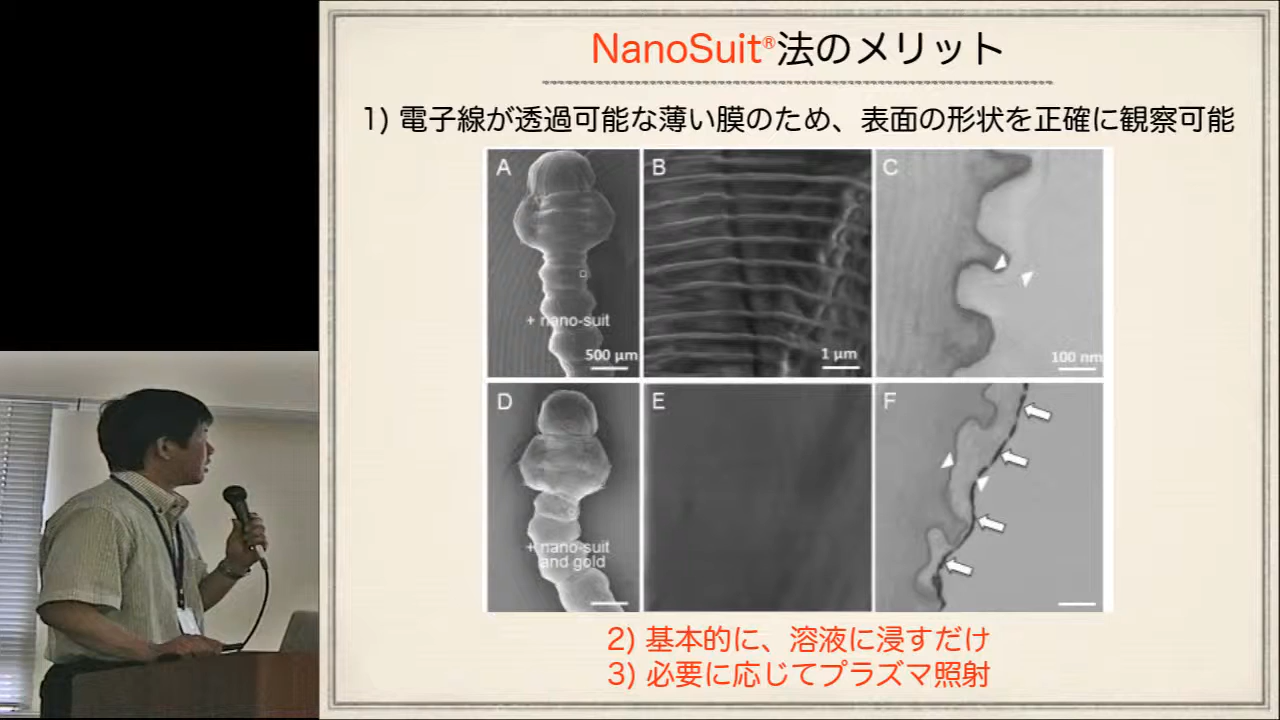 NanoSuit®法のメリット
1) 電子線が透過可能な薄い膜のため、表面の形状を正確に観察可能
A
+ nano-suit
500 µm
B
1 µm
C
100 nm
D
+ nano-suit
and gold
E
F
2) 基本的に、溶液に浸すだけ
3) 必要に応じてプラズマ照射